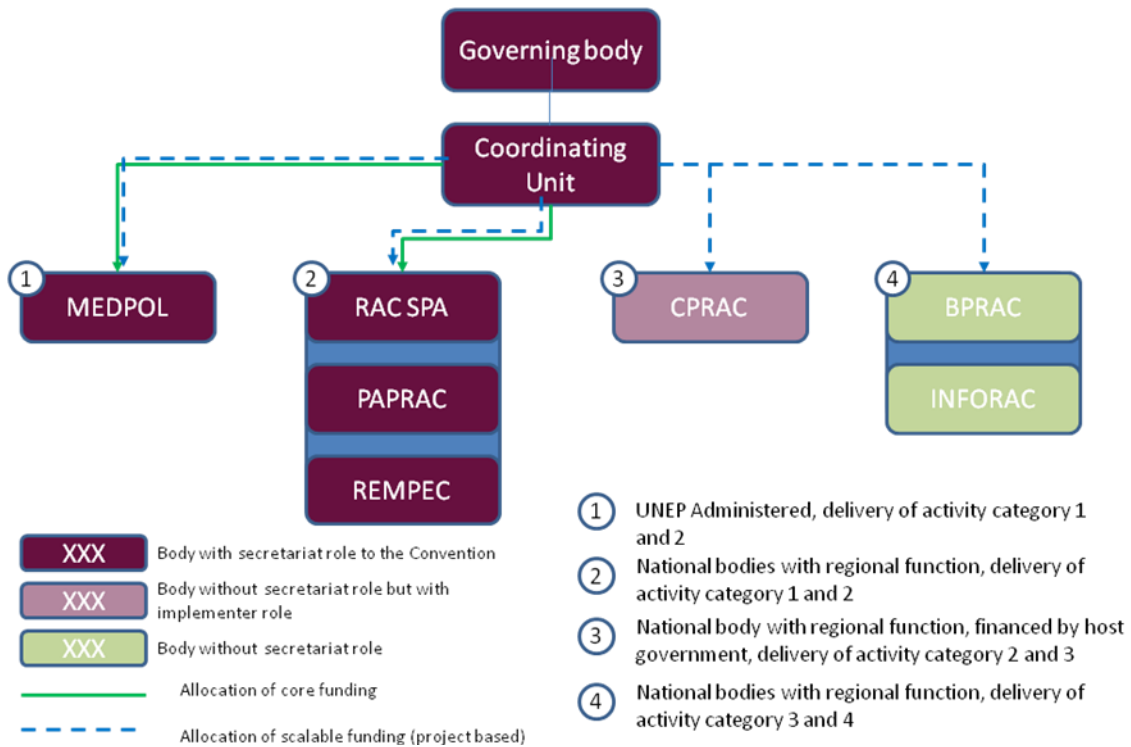 Governing body
Coordinating
Unit
1
MEDPOL
2
RAC SPA
PAPRAC
REMPEC
3
CPRAC
4
BPRAC
INFORAC
XXX
Body with secretariat role to the Convention
XXX
Body without secretariat role but with
implementer role
XXX
Body without secretariat role
Allocation of core funding
Allocation of scalable funding (project based)
1
UNEP Administered, delivery of activity category 1
and 2
2
National bodies with regional function, delivery of
activity category 1 and 2
3
National body with regional function, financed by host
government, delivery of activity category 2 and 3
4
National bodies with regional function, delivery of
activity category 3 and 4